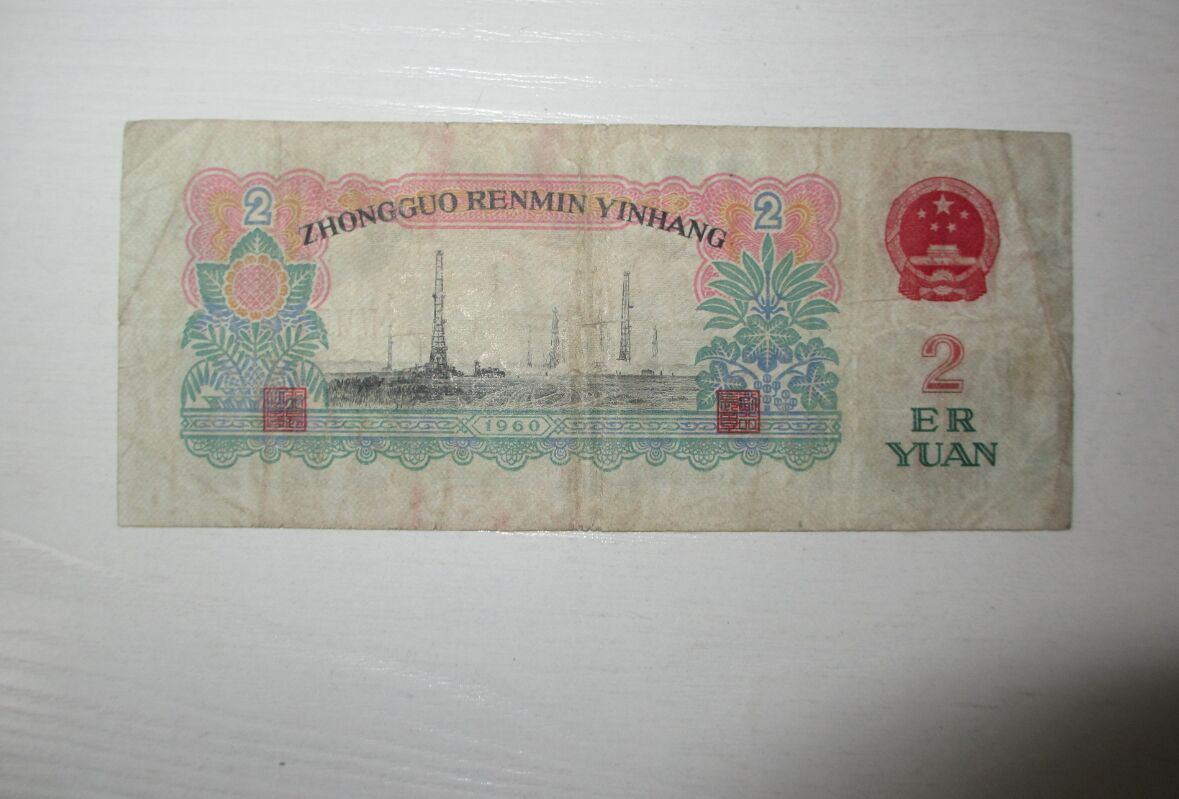 2
2
ZHONGGUO RENMIN YINHANG
1960
2
ER
YUAN